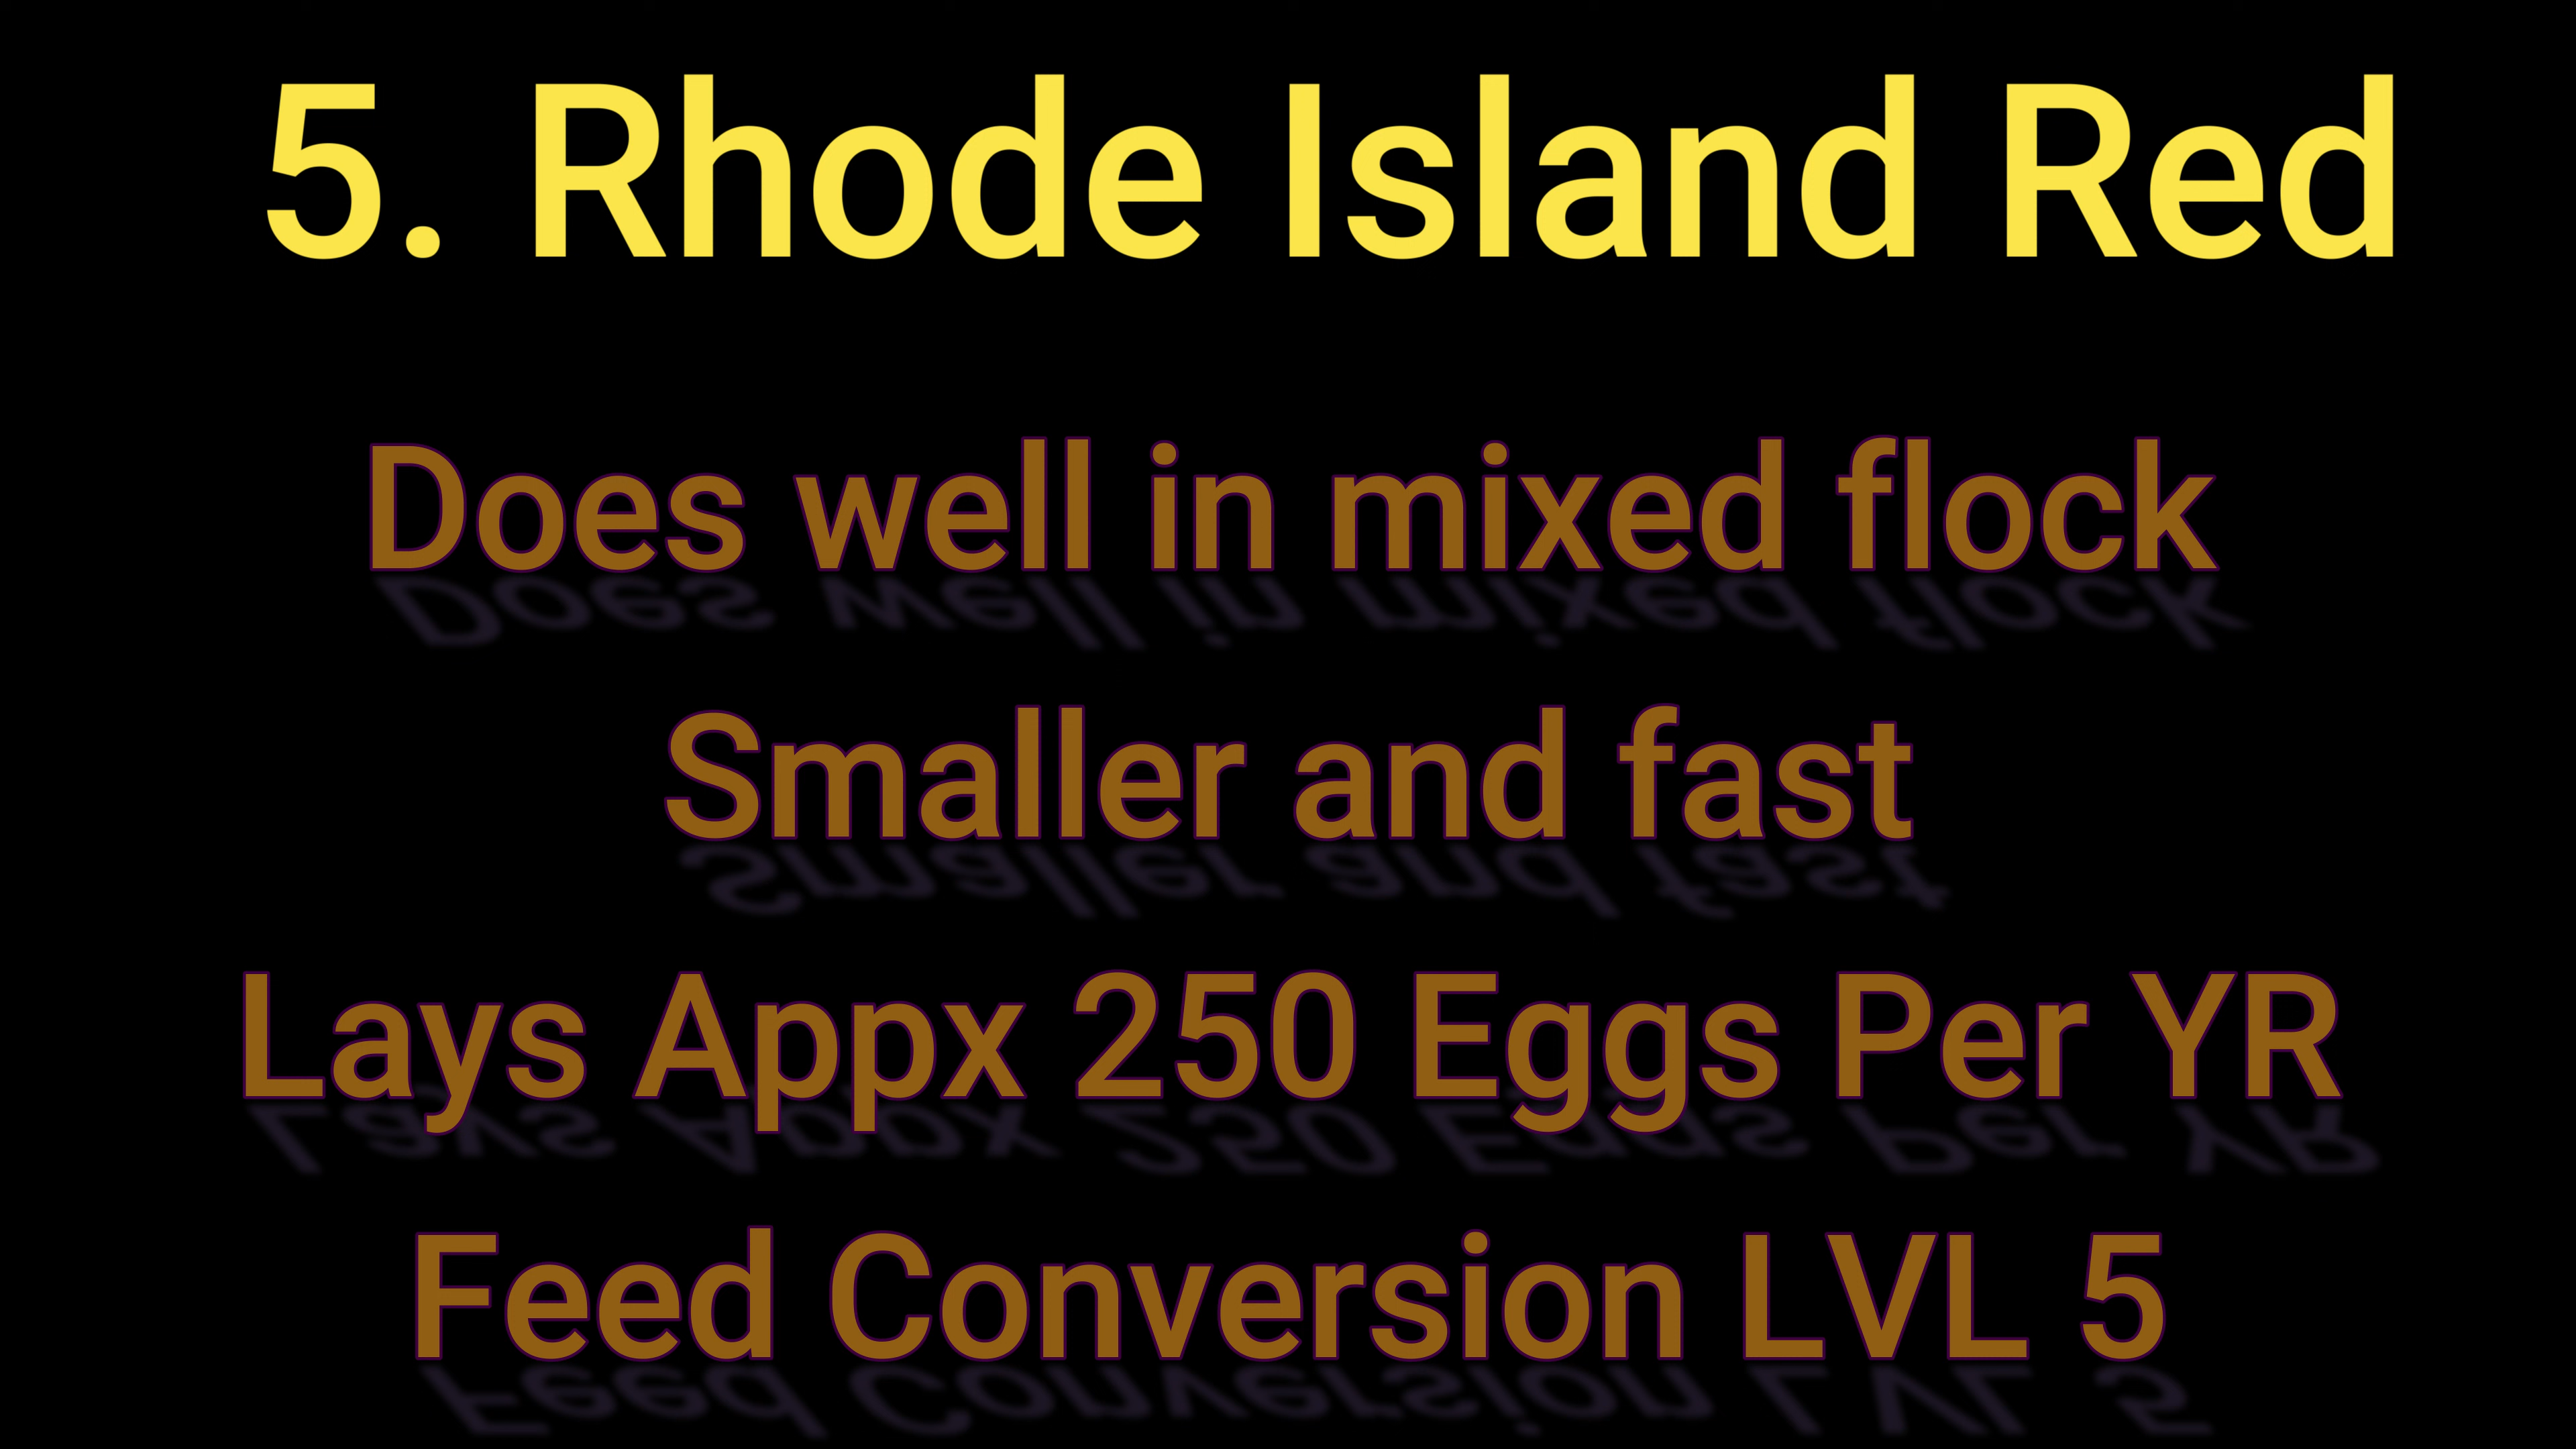 5. Rhode Island Red
Does well in mixed flock
Smaller and fast
Lays Appx 250 Eggs Per YR
Feed Conversion LVL 5